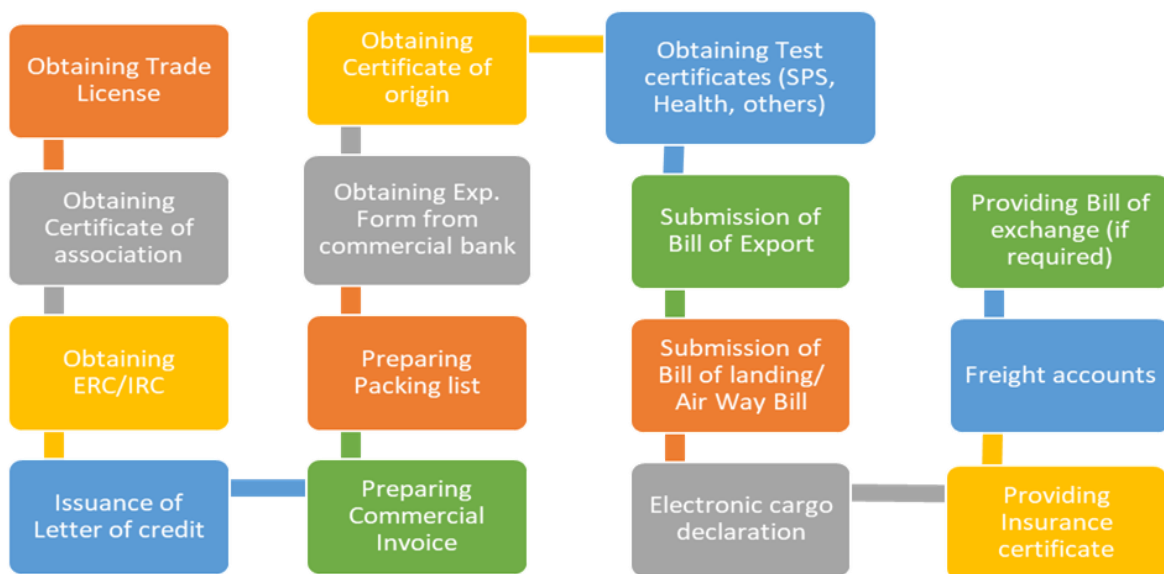 Obtaining Trade
License
Obtaining
Certificate of
association
Obtaining
ERC/IRC
Issuance of
Letter of credit
Preparing
Commercial
Invoice
Preparing
Packing list
Obtaining Exp.
Form from
commercial bank
Obtaining
Certificate of
origin
Obtaining Test
certificates (SPS,
Health, others)
Submission of
Bill of Export
Submission of
Bill of landing/
Air Way Bill
Electronic cargo
declaration
Providing
Insurance
certificate
Freight accounts
Providing Bill of
exchange (if
required)